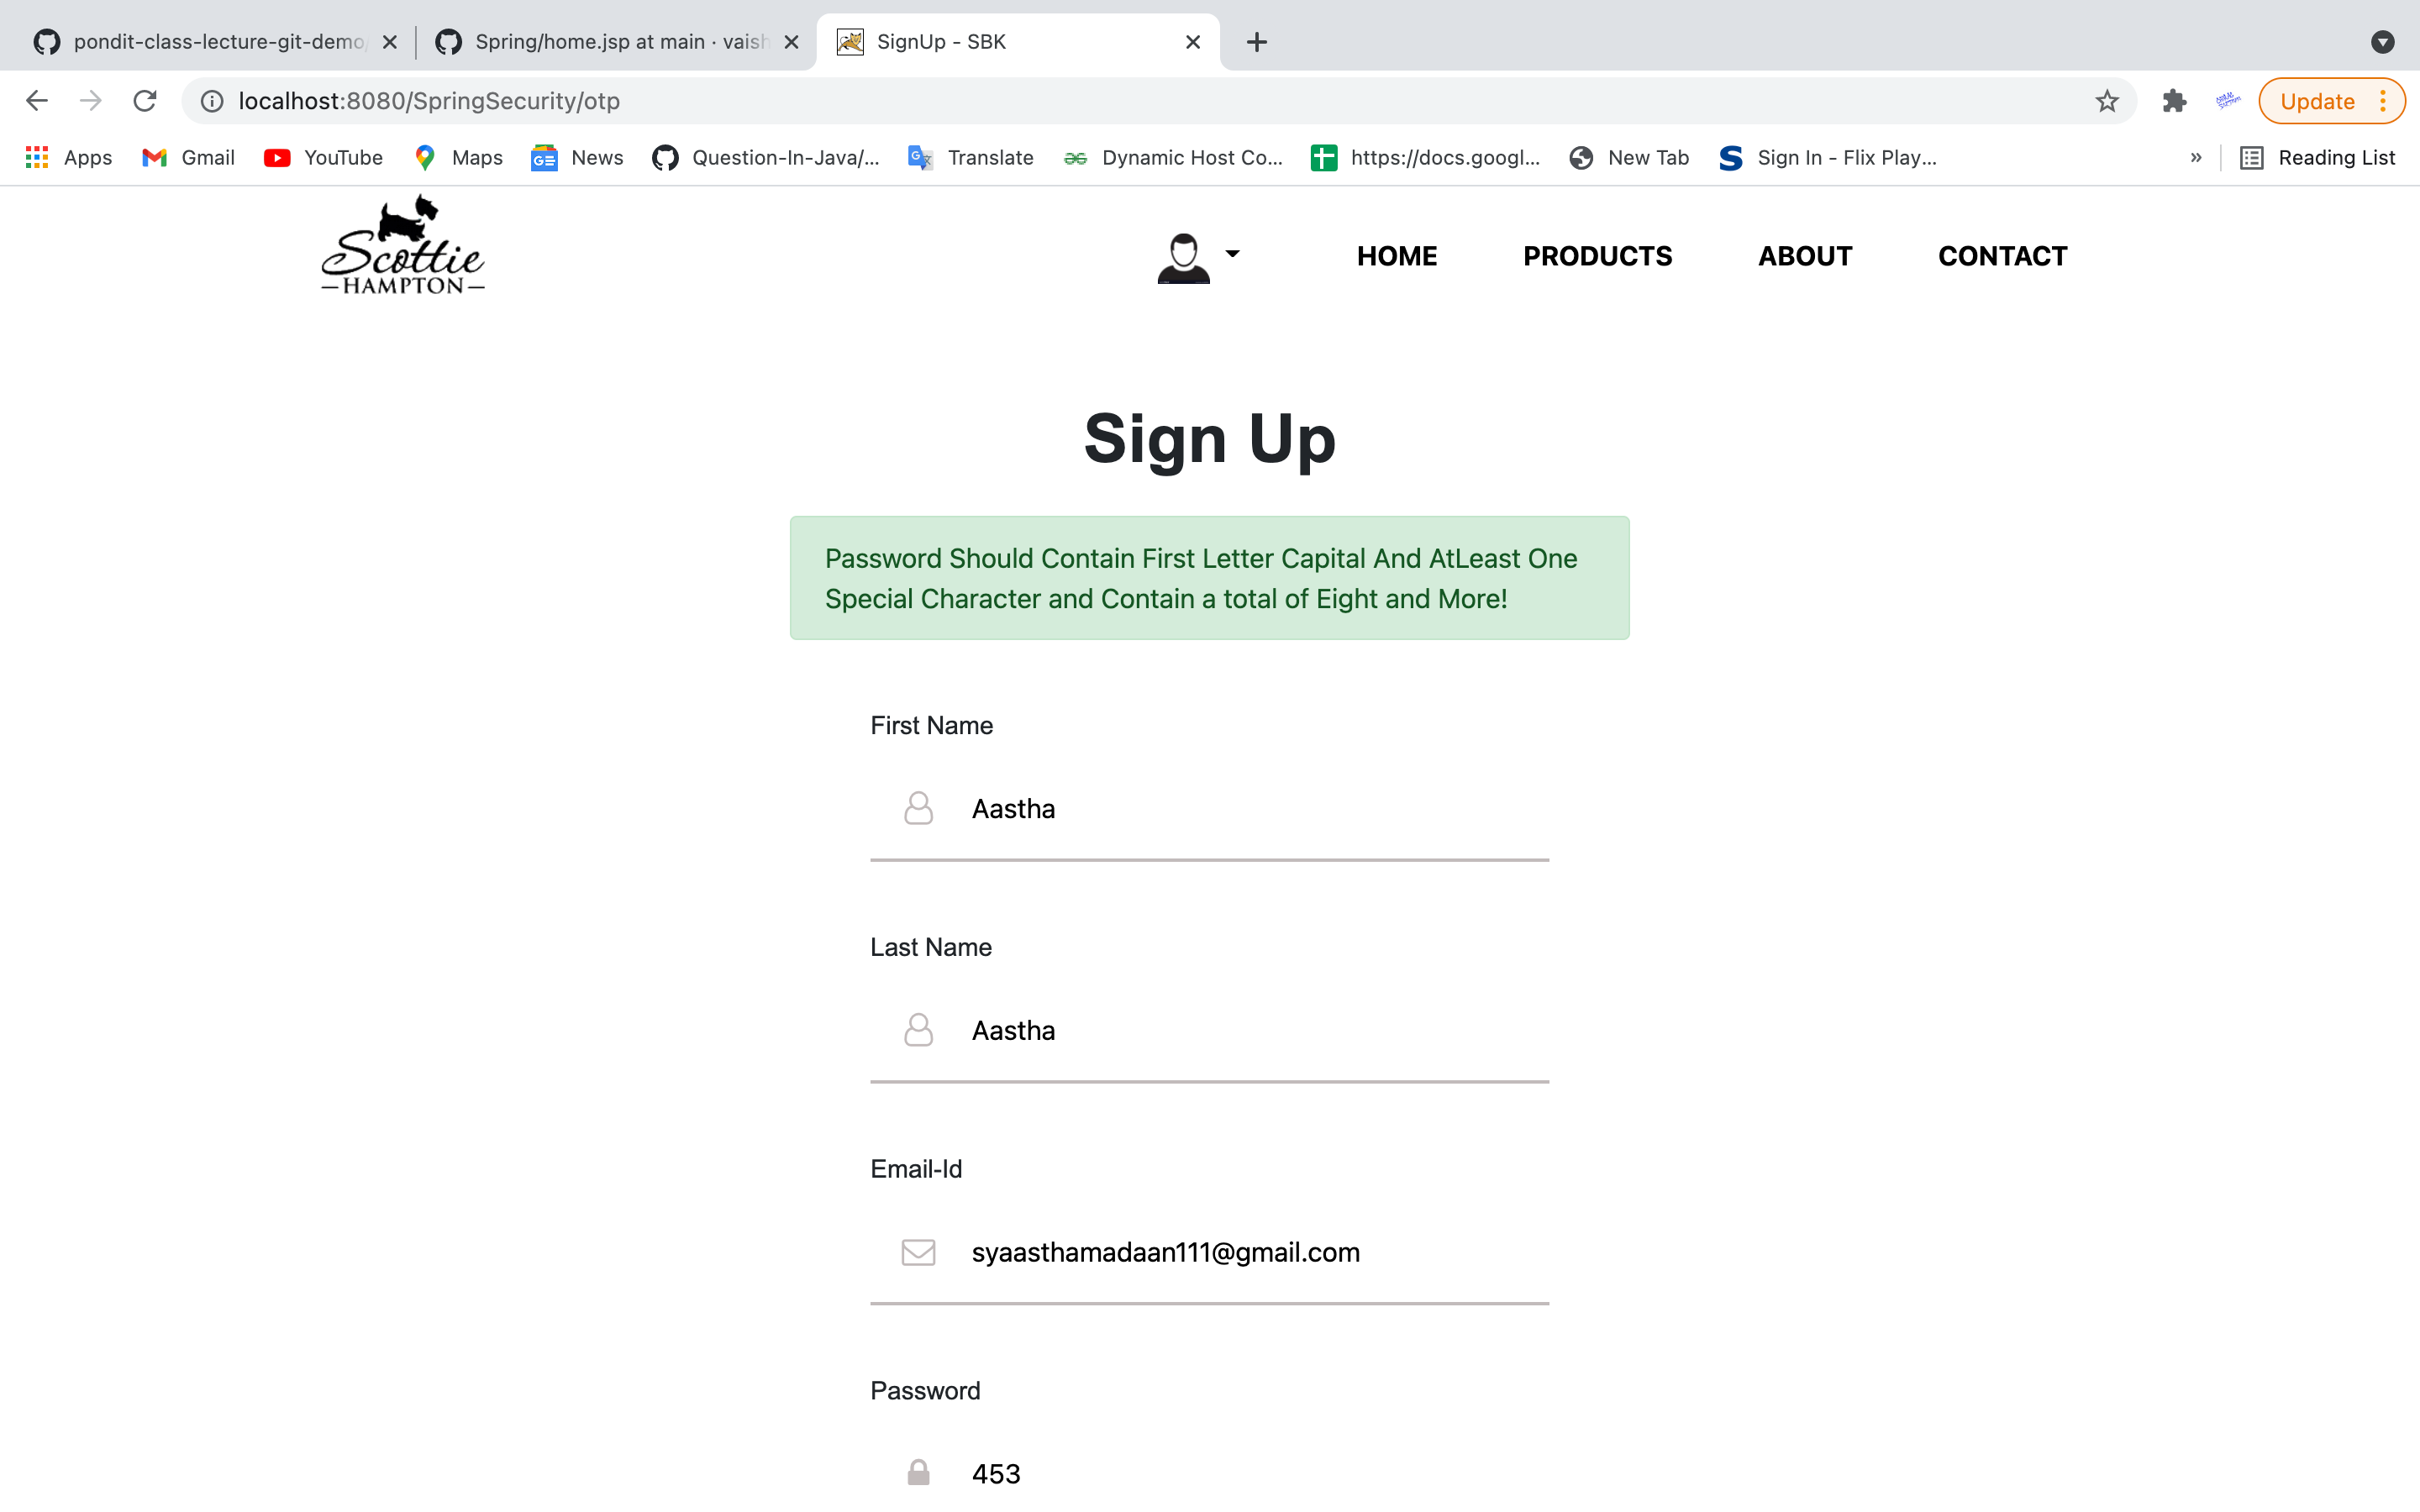 pondit-class-lecture-git-demo/
Spring/home.jsp at main · vaish
SignUp - SBK
localhost:8080/SpringSecurity/otp
Update
Apps
Gmail
YouTube
Maps
News
Question-In-Java/...
Translate
Dynamic Host Co...
https://docs.googl...
New Tab
Sign In - Flix Play...
»
Reading List
Scottie
HAMPTON
HOME
PRODUCTS
ABOUT
CONTACT
Sign Up
Password Should Contain First Letter Capital And AtLeast One
Special Character and Contain a total of Eight and More!
First Name
Aastha
Last Name
Aastha
Email-Id
syaasthamadaan111@gmail.com
Password
453